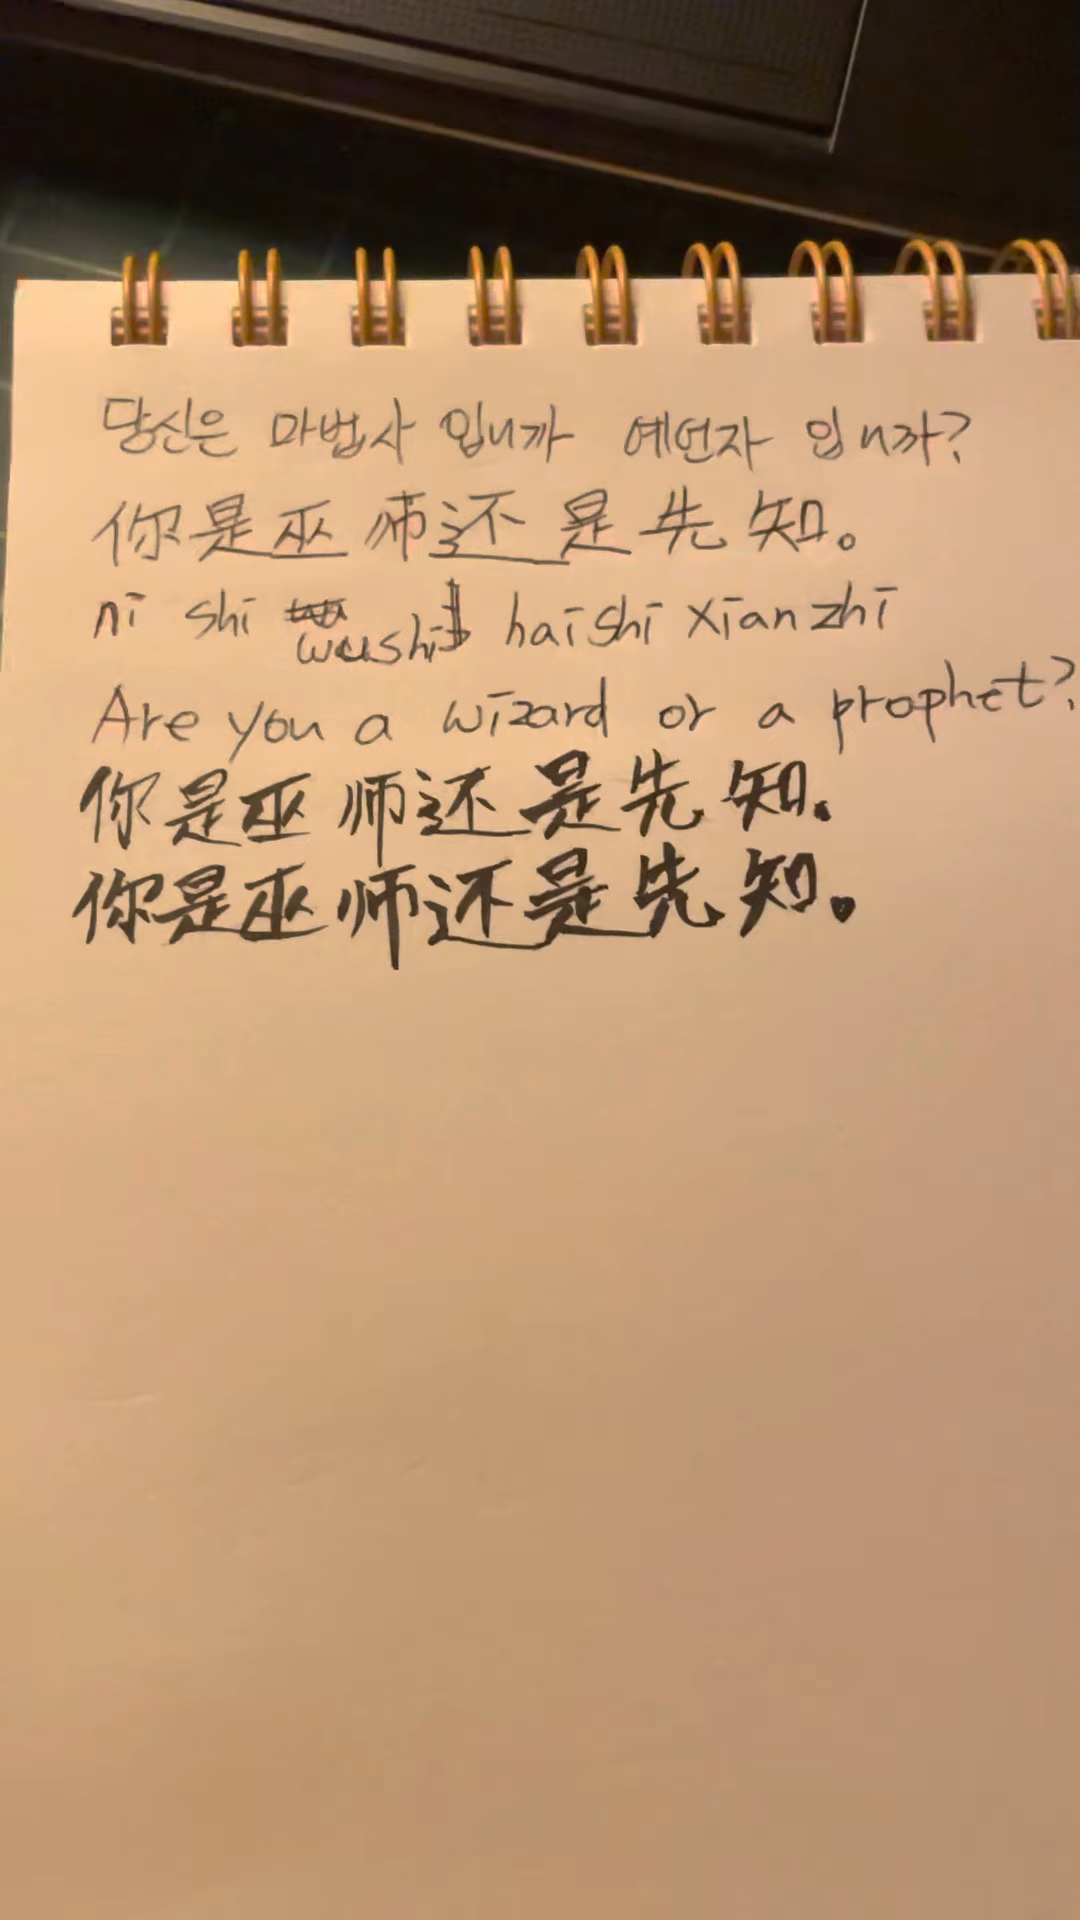 당신은 마법사 입니까 예언자 입니까?
你是巫师还是先知。
ni shi wushi haishi xianzhi
Are you a wizard or a prophet?
你是巫师还是先知.
你是巫师还是先知。